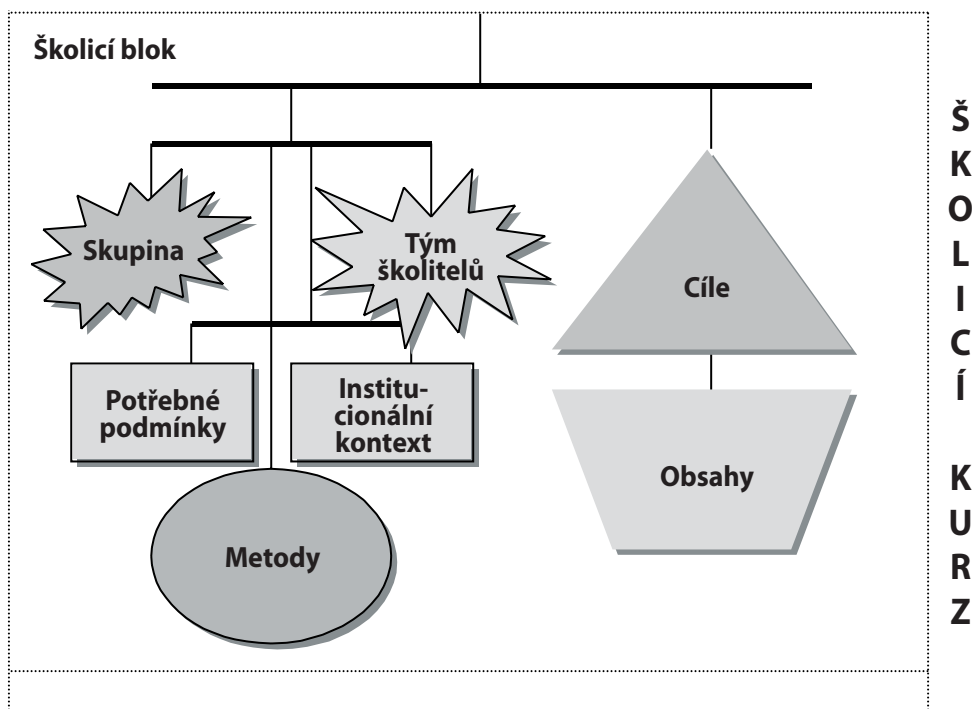 Školicí blok
Skupina
Tým
školitelů
Cíle
Potřebné
podmínky
Institu-
cionální
kontext
Obsahy
Metody
Š
K
O
L
I
C
Í
K
U
R
Z